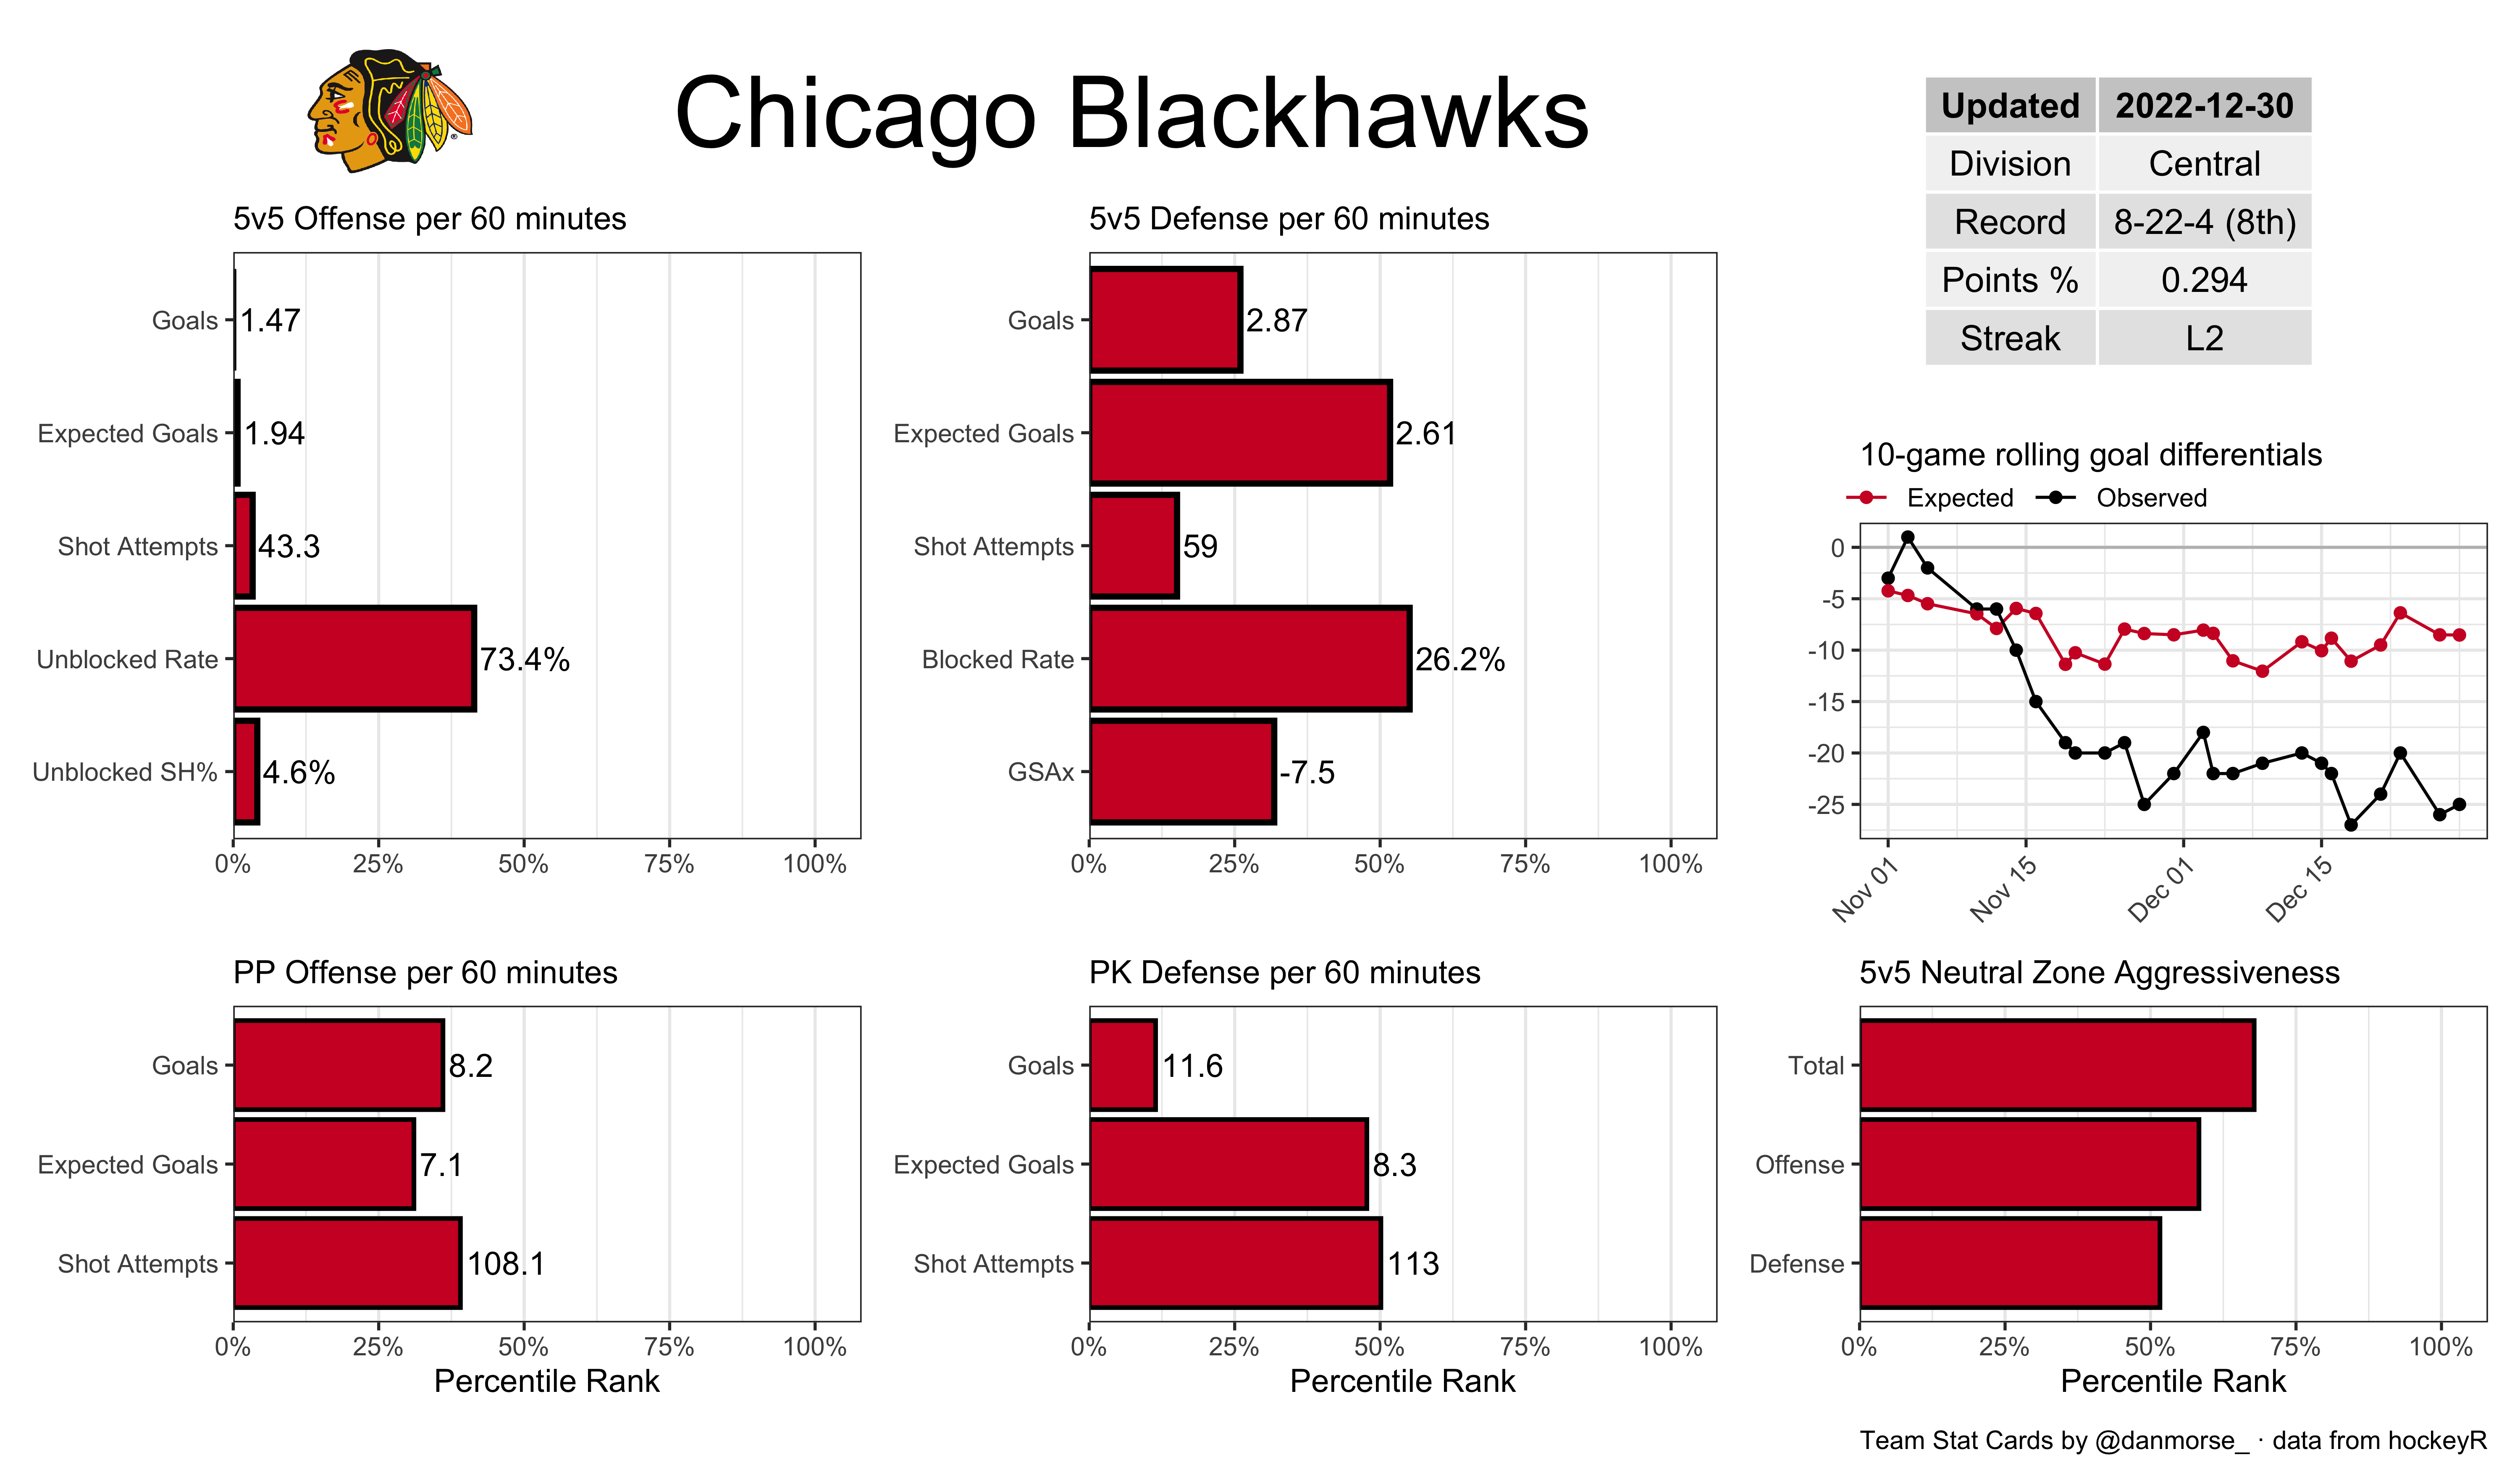 Chicago Blackhawks
Updated 2022-12-30
Division Central
Record 8-22-4 (8th)
Points % 0.294
Streak L2
5v5 Offense per 60 minutes
Goals 1.47
Expected Goals 1.94
Shot Attempts 43.3
Unblocked Rate 73.4%
Unblocked SH% 4.6%
0% 25% 50% 75% 100%
5v5 Defense per 60 minutes
Goals 2.87
Expected Goals 2.61
Shot Attempts 59
Blocked Rate 26.2%
GSAx -7.5
0% 25% 50% 75% 100%
10-game rolling goal differentials
Expected Observed
0
-5
-10
-15
-20
-25
Nov 01 Nov 15 Dec 01 Dec 15
PP Offense per 60 minutes
Goals 8.2
Expected Goals 7.1
Shot Attempts 108.1
0% 25% 50% 75% 100%
Percentile Rank
PK Defense per 60 minutes
Goals 11.6
Expected Goals 8.3
Shot Attempts 113
0% 25% 50% 75% 100%
Percentile Rank
5v5 Neutral Zone Aggressiveness
Total
Offense
Defense
0% 25% 50% 75% 100%
Percentile Rank
Team Stat Cards by @danmorse_ · data from hockeyR